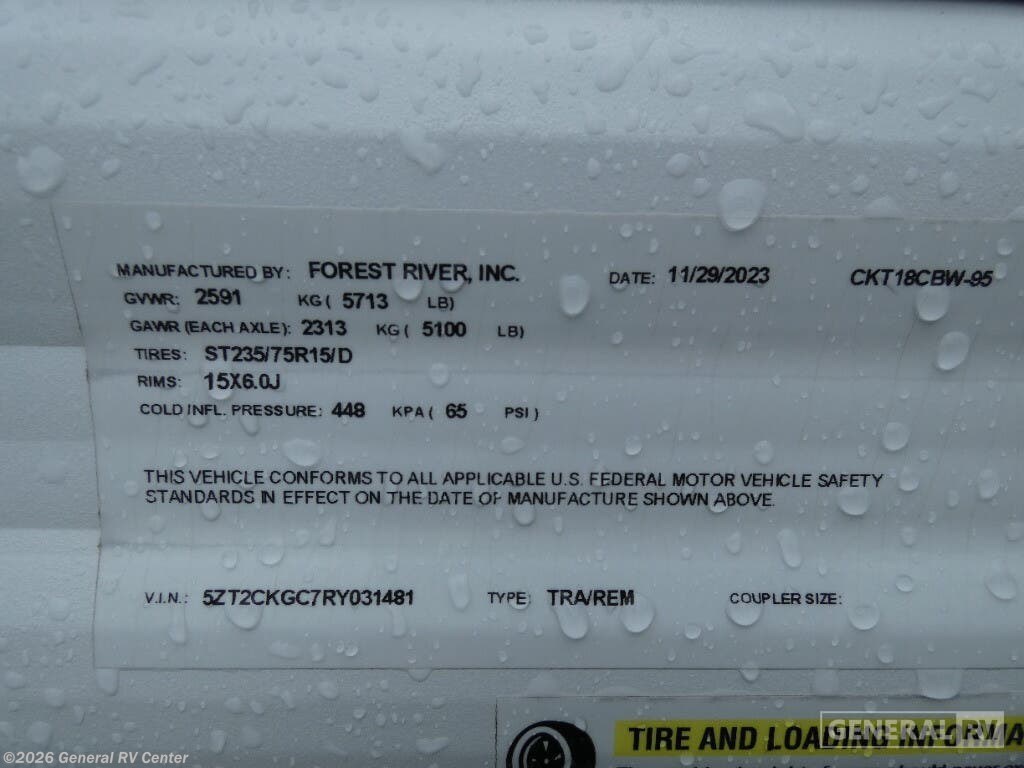 MANUFACTURED BY: FOREST RIVER, INC. DATE: 11/29/2023 CKT18CBW-95
GVWR: 2591 KG ( 5713 LB)
GAWR (EACH AXLE): 2313 KG ( 5100 LB)
TIRES: ST235/75R15/D
RIMS: 15X6.0J
COLD INFL. PRESSURE: 448 KPA ( 65 PSI )
THIS VEHICLE CONFORMS TO ALL APPLICABLE U.S. FEDERAL MOTOR VEHICLE SAFETY
STANDARDS IN EFFECT ON THE DATE OF MANUFACTURE SHOWN ABOVE.
V.I.N.: 5ZT2CKGC7RY031481 TYPE: TRA/REM COUPLER SIZE:
TIRE AND LOADING INFORMA
GENERAL RV
©2026 General RV Center